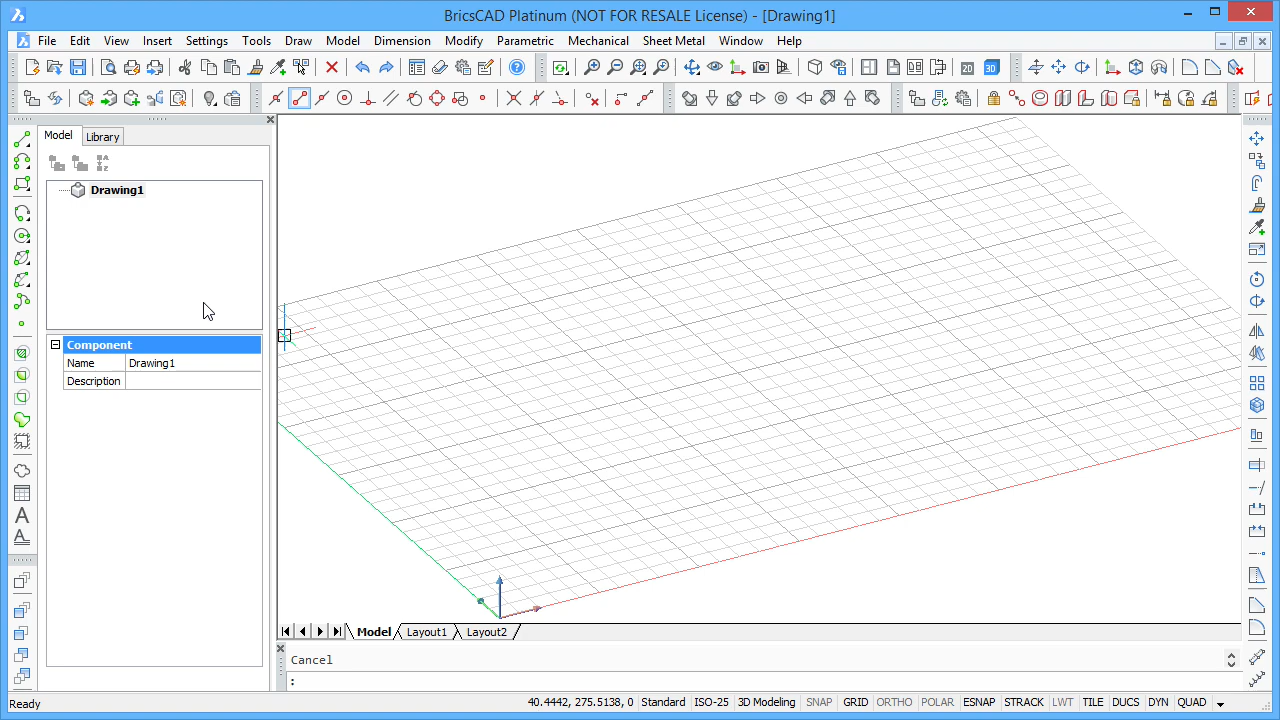 BricsCAD Platinum (NOT FOR RESALE License) - [Drawing1]
File Edit View Insert Settings Tools Draw Model Dimension Modify Parametric Mechanical Sheet Metal Window Help
2D 3D
Model Library
Drawing1
Component
Name Drawing1
Description
Model Layout1 Layout2
Cancel
:
Ready 40.4442, 275.5138, 0 Standard ISO-25 3D Modeling SNAP GRID ORTHO POLAR ESNAP STRACK LWT TILE DUCS DYN QUAD